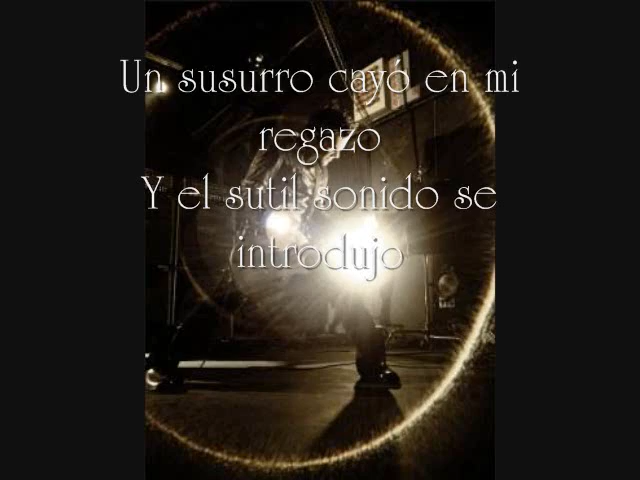 Un susurro cayó en mi
regazo
Y el sutil sonido se
introdujo